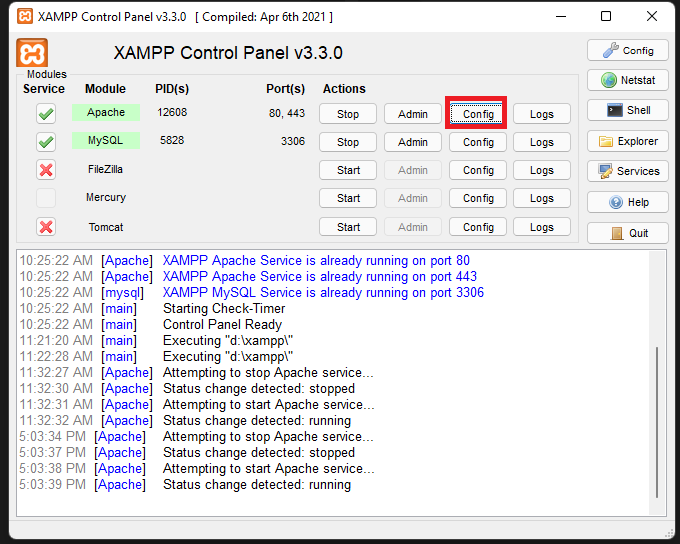 XAMPP Control Panel v3.3.0 [ Compiled: Apr 6th 2021 ]
XAMPP Control Panel v3.3.0
Config
Modules
Service Module PID(s) Port(s) Actions
Netstat
Apache 12608 80, 443 Stop Admin Config Logs
Shell
MySQL 5828 3306 Stop Admin Config Logs
Explorer
FileZilla Start Admin Config Logs
Services
Mercury Start Admin Config Logs
Help
Tomcat Start Admin Config Logs
Quit
10:25:22 AM [Apache] XAMPP Apache Service is already running on port 80
10:25:22 AM [Apache] XAMPP Apache Service is already running on port 443
10:25:22 AM [mysql] XAMPP MySQL Service is already running on port 3306
10:25:22 AM [main] Starting Check-Timer
10:25:22 AM [main] Control Panel Ready
11:21:20 AM [main] Executing "d:\xampp\"
11:22:28 AM [main] Executing "d:\xampp\"
11:32:27 AM [Apache] Attempting to stop Apache service...
11:32:30 AM [Apache] Status change detected: stopped
11:32:31 AM [Apache] Attempting to start Apache service...
11:32:32 AM [Apache] Status change detected: running
5:03:34 PM [Apache] Attempting to stop Apache service...
5:03:37 PM [Apache] Status change detected: stopped
5:03:38 PM [Apache] Attempting to start Apache service...
5:03:39 PM [Apache] Status change detected: running